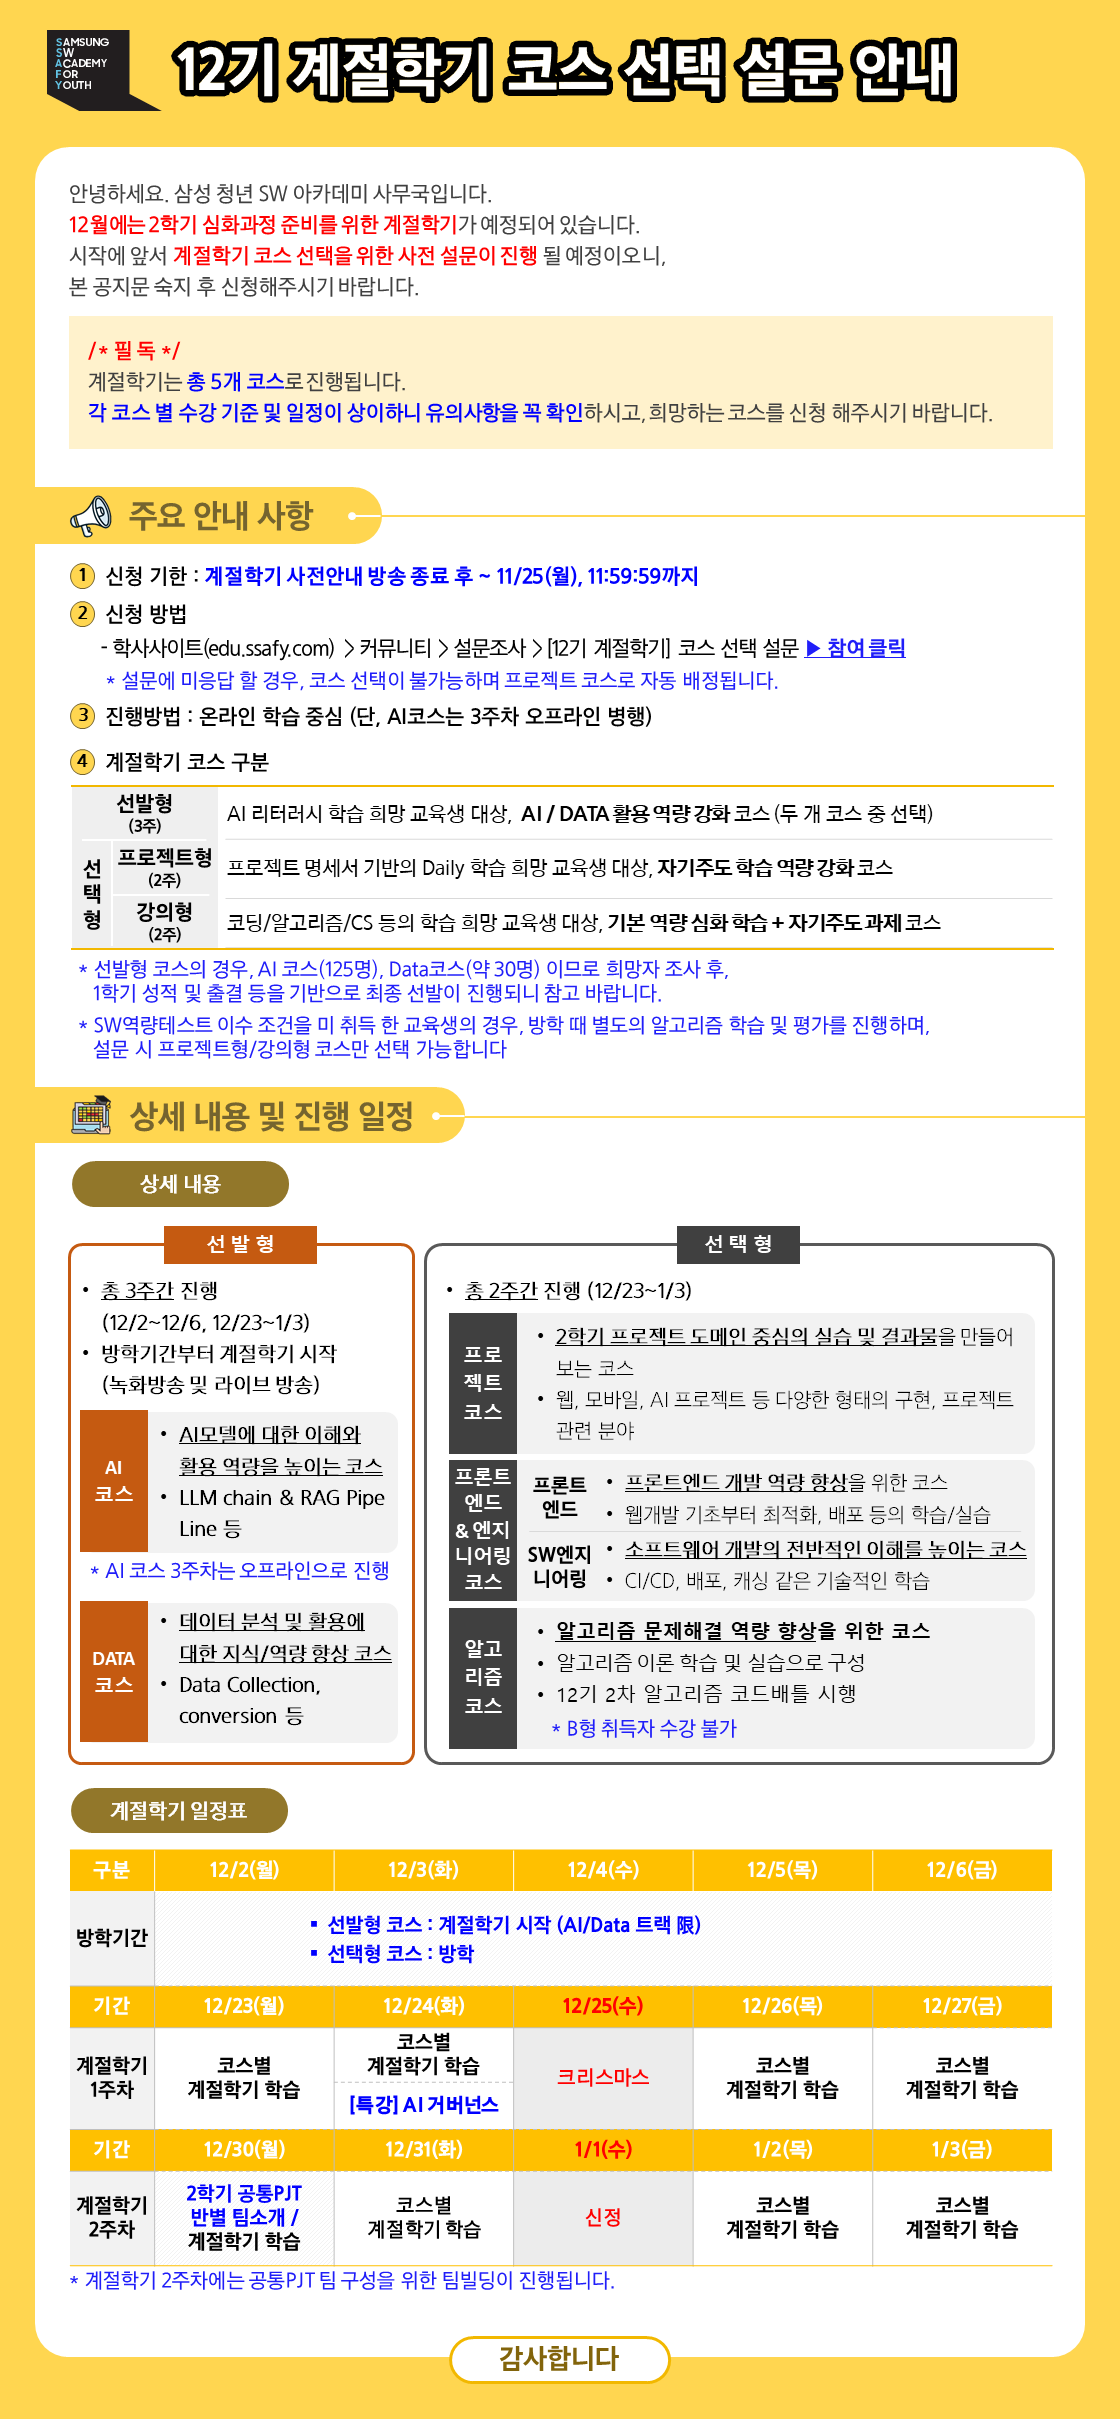 SAMSUNG
SW
ACADEMY
FOR
YOUTH
12기 계절학기 코스 선택 설문 안내
안녕하세요. 삼성 청년 SW 아카데미 사무국입니다.
12월에는 2학기 심화과정 준비를 위한 계절학기가 예정되어 있습니다.
시작에 앞서 계절학기 코스 선택을 위한 사전 설문이 진행 될 예정이오니,
본 공지문 숙지 후 신청해주시기 바랍니다.
/* 필 독 */
계절학기는 총 5개 코스로 진행됩니다.
각 코스 별 수강 기준 및 일정이 상이하니 유의사항을 꼭 확인하시고, 희망하는 코스를 신청 해주시기 바랍니다.
주요 안내 사항
1 신청 기한 : 계절학기 사전안내 방송 종료 후 ~ 11/25(월), 11:59:59까지
2 신청 방법
- 학사사이트(edu.ssafy.com) > 커뮤니티 > 설문조사 > [12기 계절학기] 코스 선택 설문 ▶ 참여 클릭
* 설문에 미응답 할 경우, 코스 선택이 불가능하며 프로젝트 코스로 자동 배정됩니다.
3 진행방법 : 온라인 학습 중심 (단, AI코스는 3주차 오프라인 병행)
4 계절학기 코스 구분
선발형
(3주)
AI 리터러시 학습 희망 교육생 대상, AI / DATA 활용 역량 강화 코스 (두 개 코스 중 선택)
선택형
프로젝트형
(2주)
프로젝트 명세서 기반의 Daily 학습 희망 교육생 대상, 자기주도 학습 역량 강화 코스
강의형
(2주)
코딩/알고리즘/CS 등의 학습 희망 교육생 대상, 기본 역량 심화 학습 + 자기주도 과제 코스
* 선발형 코스의 경우, AI 코스(125명), Data코스(약 30명) 이므로 희망자 조사 후,
1학기 성적 및 출결 등을 기반으로 최종 선발이 진행되니 참고 바랍니다.
* SW역량테스트 이수 조건을 미 취득 한 교육생의 경우, 방학 때 별도의 알고리즘 학습 및 평가를 진행하며,
설문 시 프로젝트형/강의형 코스만 선택 가능합니다
상세 내용 및 진행 일정
상세 내용
선 발 형
• 총 3주간 진행
(12/2~12/6, 12/23~1/3)
• 방학기간부터 계절학기 시작
(녹화방송 및 라이브 방송)
AI
코스
• AI모델에 대한 이해와
활용 역량을 높이는 코스
• LLM chain & RAG Pipe
Line 등
* AI 코스 3주차는 오프라인으로 진행
DATA
코스
• 데이터 분석 및 활용에
대한 지식/역량 향상 코스
• Data Collection,
conversion 등
선 택 형
• 총 2주간 진행 (12/23~1/3)
프로
젝트
코스
• 2학기 프로젝트 도메인 중심의 실습 및 결과물을 만들어
보는 코스
• 웹, 모바일, AI 프로젝트 등 다양한 형태의 구현, 프로젝트
관련 분야
프론트
엔드
& 엔지
니어링
코스
프론트
엔드
• 프론트엔드 개발 역량 향상을 위한 코스
• 웹개발 기초부터 최적화, 배포 등의 학습/실습
SW엔지
니어링
• 소프트웨어 개발의 전반적인 이해를 높이는 코스
• CI/CD, 배포, 캐싱 같은 기술적인 학습
알고
리즘
코스
• 알고리즘 문제해결 역량 향상을 위한 코스
• 알고리즘 이론 학습 및 실습으로 구성
• 12기 2차 알고리즘 코드배틀 시행
* B형 취득자 수강 불가
계절학기 일정표
구분 12/2(월) 12/3(화) 12/4(수) 12/5(목) 12/6(금)
방학기간
▪ 선발형 코스 : 계절학기 시작 (AI/Data 트랙 限)
▪ 선택형 코스 : 방학
기간 12/23(월) 12/24(화) 12/25(수) 12/26(목) 12/27(금)
계절학기
1주차
코스별
계절학기 학습
코스별
계절학기 학습
[특강] AI 거버넌스
크리스마스
코스별
계절학기 학습
코스별
계절학기 학습
기간 12/30(월) 12/31(화) 1/1(수) 1/2(목) 1/3(금)
계절학기
2주차
2학기 공통PJT
반별 팀소개 /
계절학기 학습
코스별
계절학기 학습
신정
코스별
계절학기 학습
코스별
계절학기 학습
* 계절학기 2주차에는 공통PJT 팀 구성을 위한 팀빌딩이 진행됩니다.
감사합니다